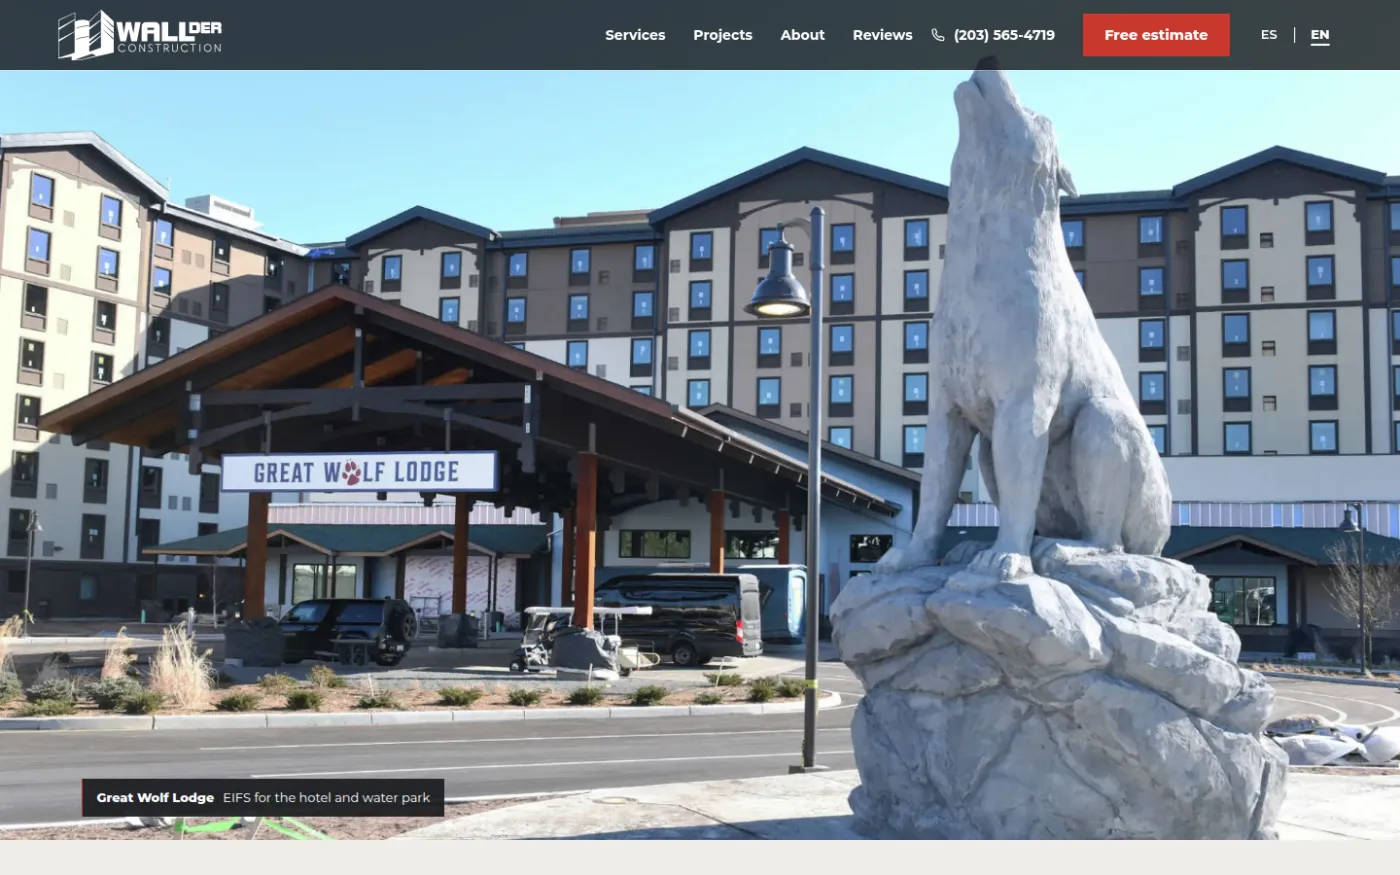 WALLDER
CONSTRUCTION
Services
Projects
About
Reviews
(203) 565-4719
Free estimate
ES
EN
GREAT WOLF LODGE
Great Wolf Lodge EIFS for the hotel and water park